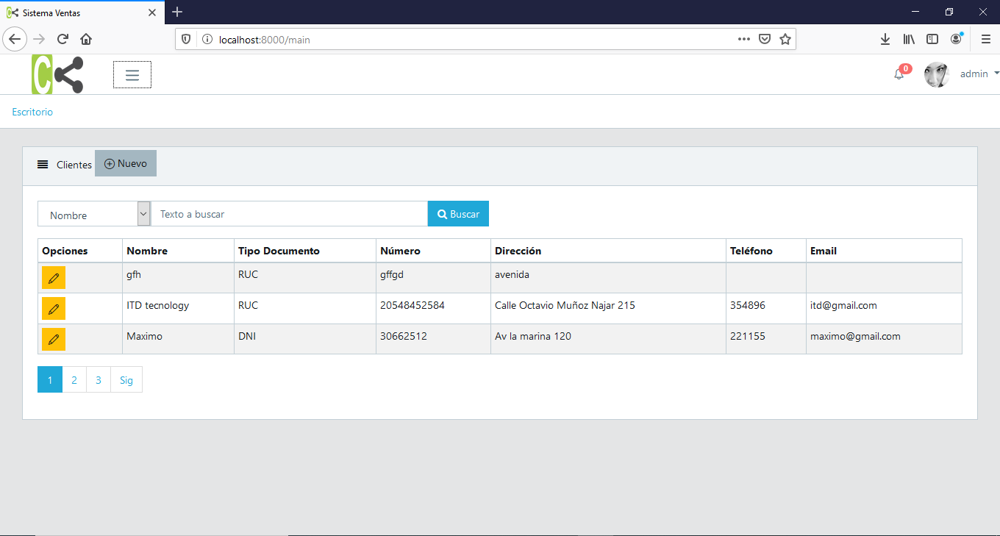 Sistema Ventas
localhost:8000/main
0
admin
Escritorio
Clientes Nuevo
Nombre Texto a buscar Buscar
Opciones Nombre Tipo Documento Número Dirección Teléfono Email
gfh RUC gffgd avenida
ITD tecnology RUC 20548452584 Calle Octavio Muñoz Najar 215 354896 itd@gmail.com
Maximo DNI 30662512 Av la marina 120 221155 maximo@gmail.com
1 2 3 Sig